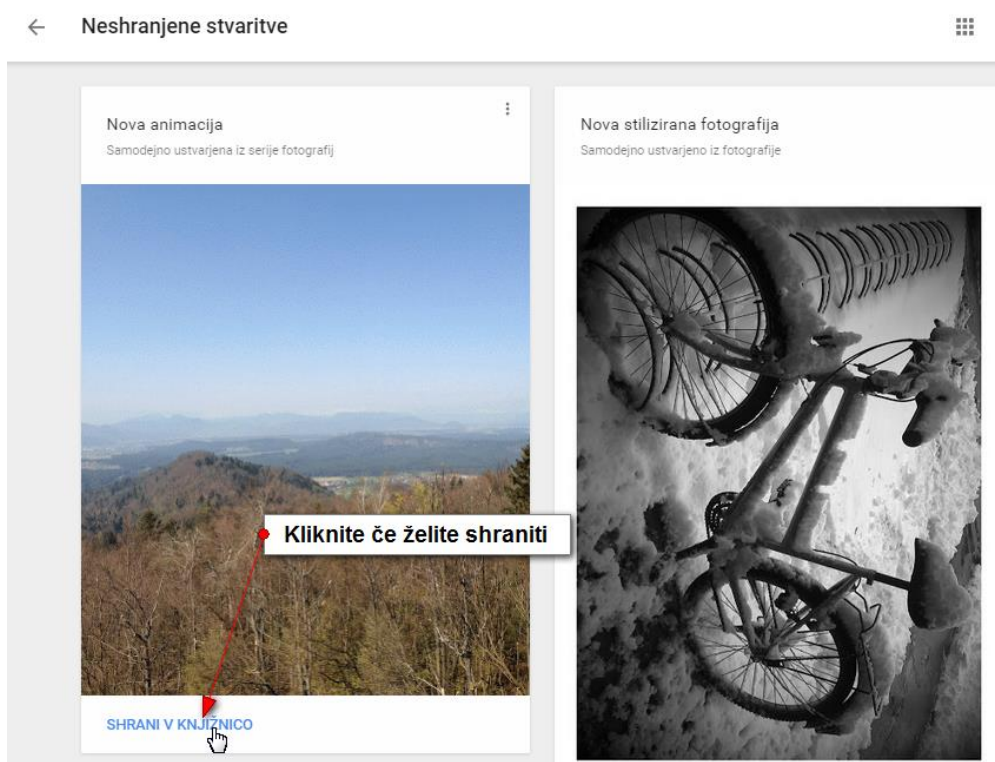 Neshranjene stvaritve
Nova animacija
Samodejno ustvarjena iz serije fotografij
Kliknite če želite shraniti
SHRANI V KNJIŽNICO
Nova stilizirana fotografija
Samodejno ustvarjeno iz fotografije